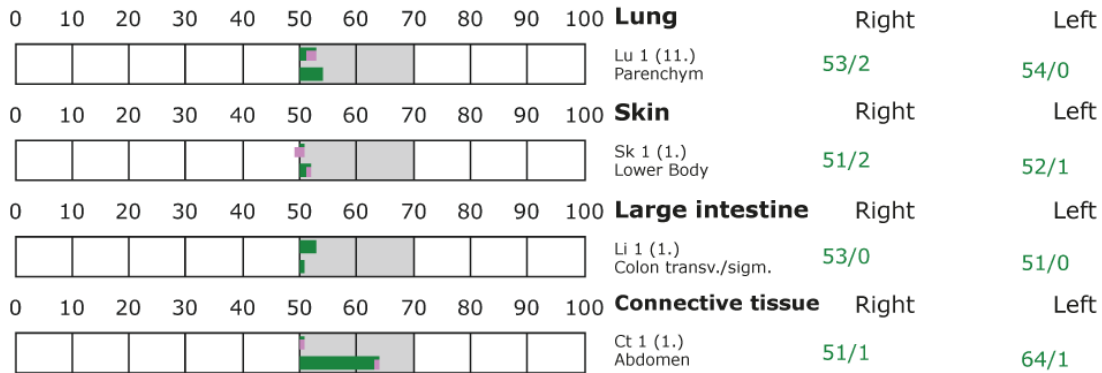 0 10 20 30 40 50 60 70 80 90 100 Lung Right Left
Lu 1 (11.)
Parenchym 53/2 54/0
0 10 20 30 40 50 60 70 80 90 100 Skin Right Left
Sk 1 (1.)
Lower Body 51/2 52/1
0 10 20 30 40 50 60 70 80 90 100 Large intestine Right Left
Li 1 (1.)
Colon transv./sigm. 53/0 51/0
0 10 20 30 40 50 60 70 80 90 100 Connective tissue Right Left
Ct 1 (1.)
Abdomen 51/1 64/1